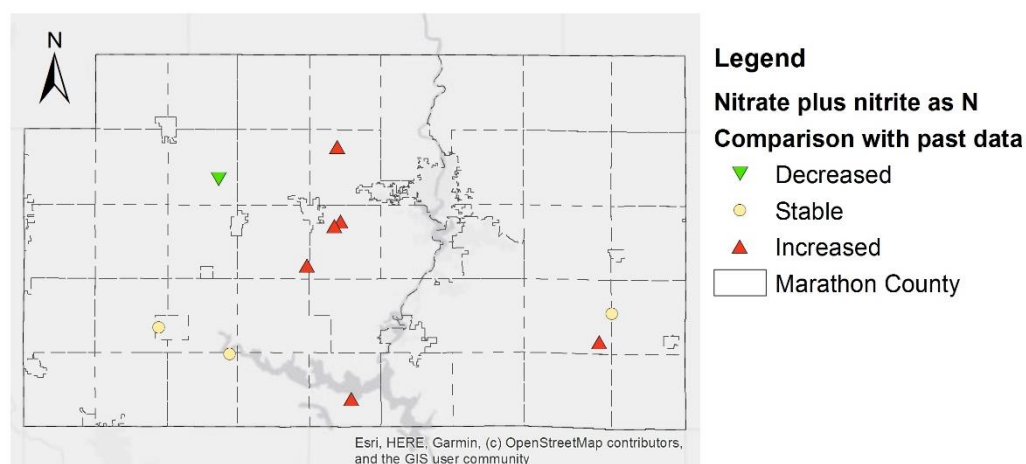 N
Legend
Nitrate plus nitrite as N
Comparison with past data
Decreased
Stable
Increased
Marathon County
Esri, HERE, Garmin, (c) OpenStreetMap contributors,
and the GIS user community